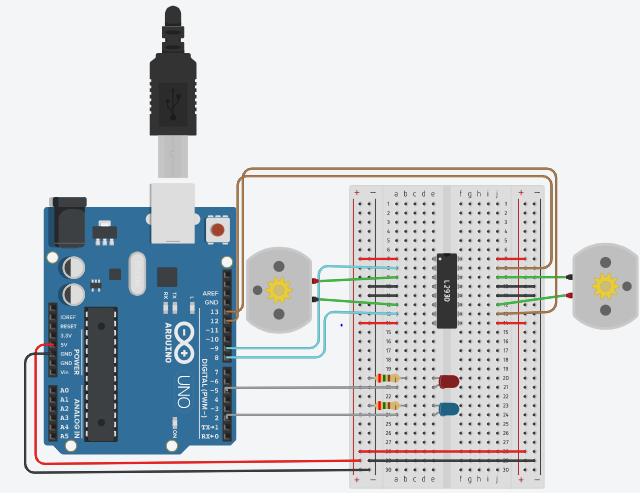 AREF
GND
13
12
~11
~10
~9
8
7
~6
~5
4
~3
2
TX→1
RX←0
DIGITAL (PWM~)
L
TX
RX
ARDUINO
UNO
ON
IOREF
RESET
3.3V
5V
GND
GND
Vin
POWER
A0
A1
A2
A3
A4
A5
ANALOG IN
+ −
a b c d e
f g h i j
+ −
L293D
+ −
a b c d e
f g h i j
+ −